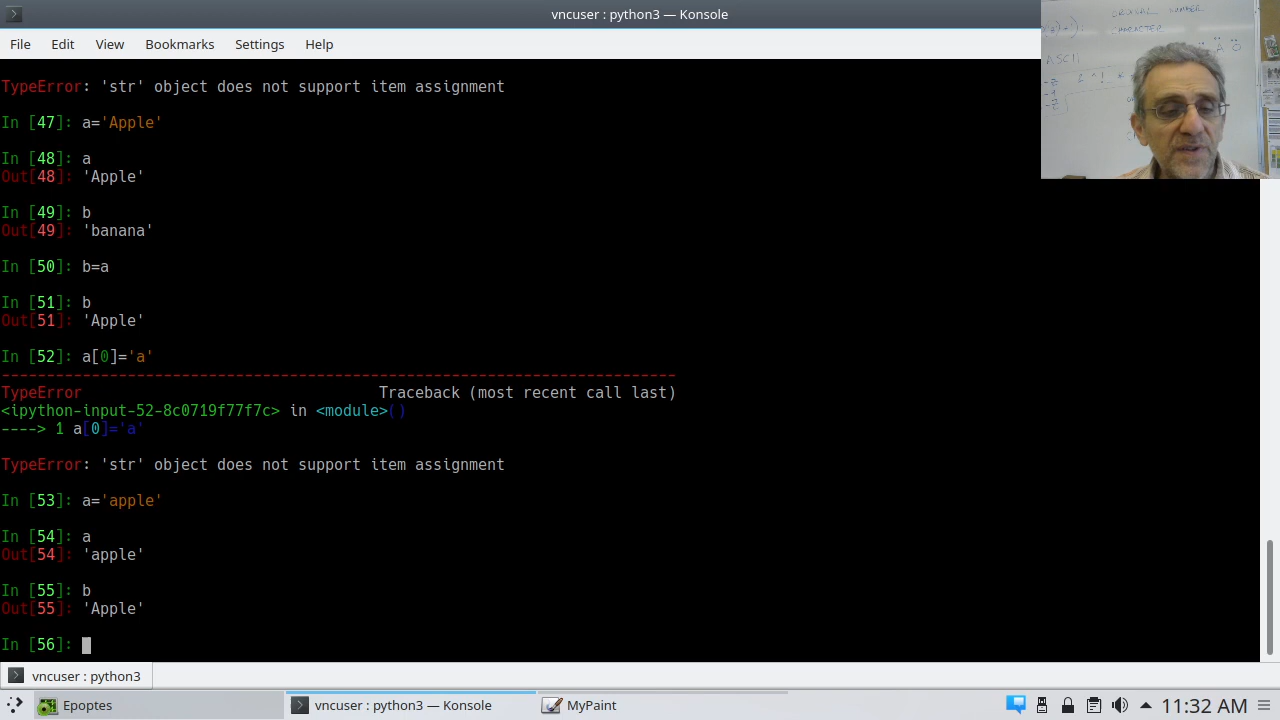 vncuser : python3 — Konsole
File Edit View Bookmarks Settings Help
TypeError: 'str' object does not support item assignment
In [47]: a='Apple'
In [48]: a
Out[48]: 'Apple'
In [49]: b
Out[49]: 'banana'
In [50]: b=a
In [51]: b
Out[51]: 'Apple'
In [52]: a[0]='a'
---------------------------------------------------------------------------
TypeError Traceback (most recent call last)
<ipython-input-52-8c0719f77f7c> in <module>()
----> 1 a[0]='a'
TypeError: 'str' object does not support item assignment
In [53]: a='apple'
In [54]: a
Out[54]: 'apple'
In [55]: b
Out[55]: 'Apple'
In [56]:
ORDINAL NUMBER
CHARACTER
ASCII
vncuser : python3
Epoptes
vncuser : python3 — Konsole
MyPaint
11:32 AM